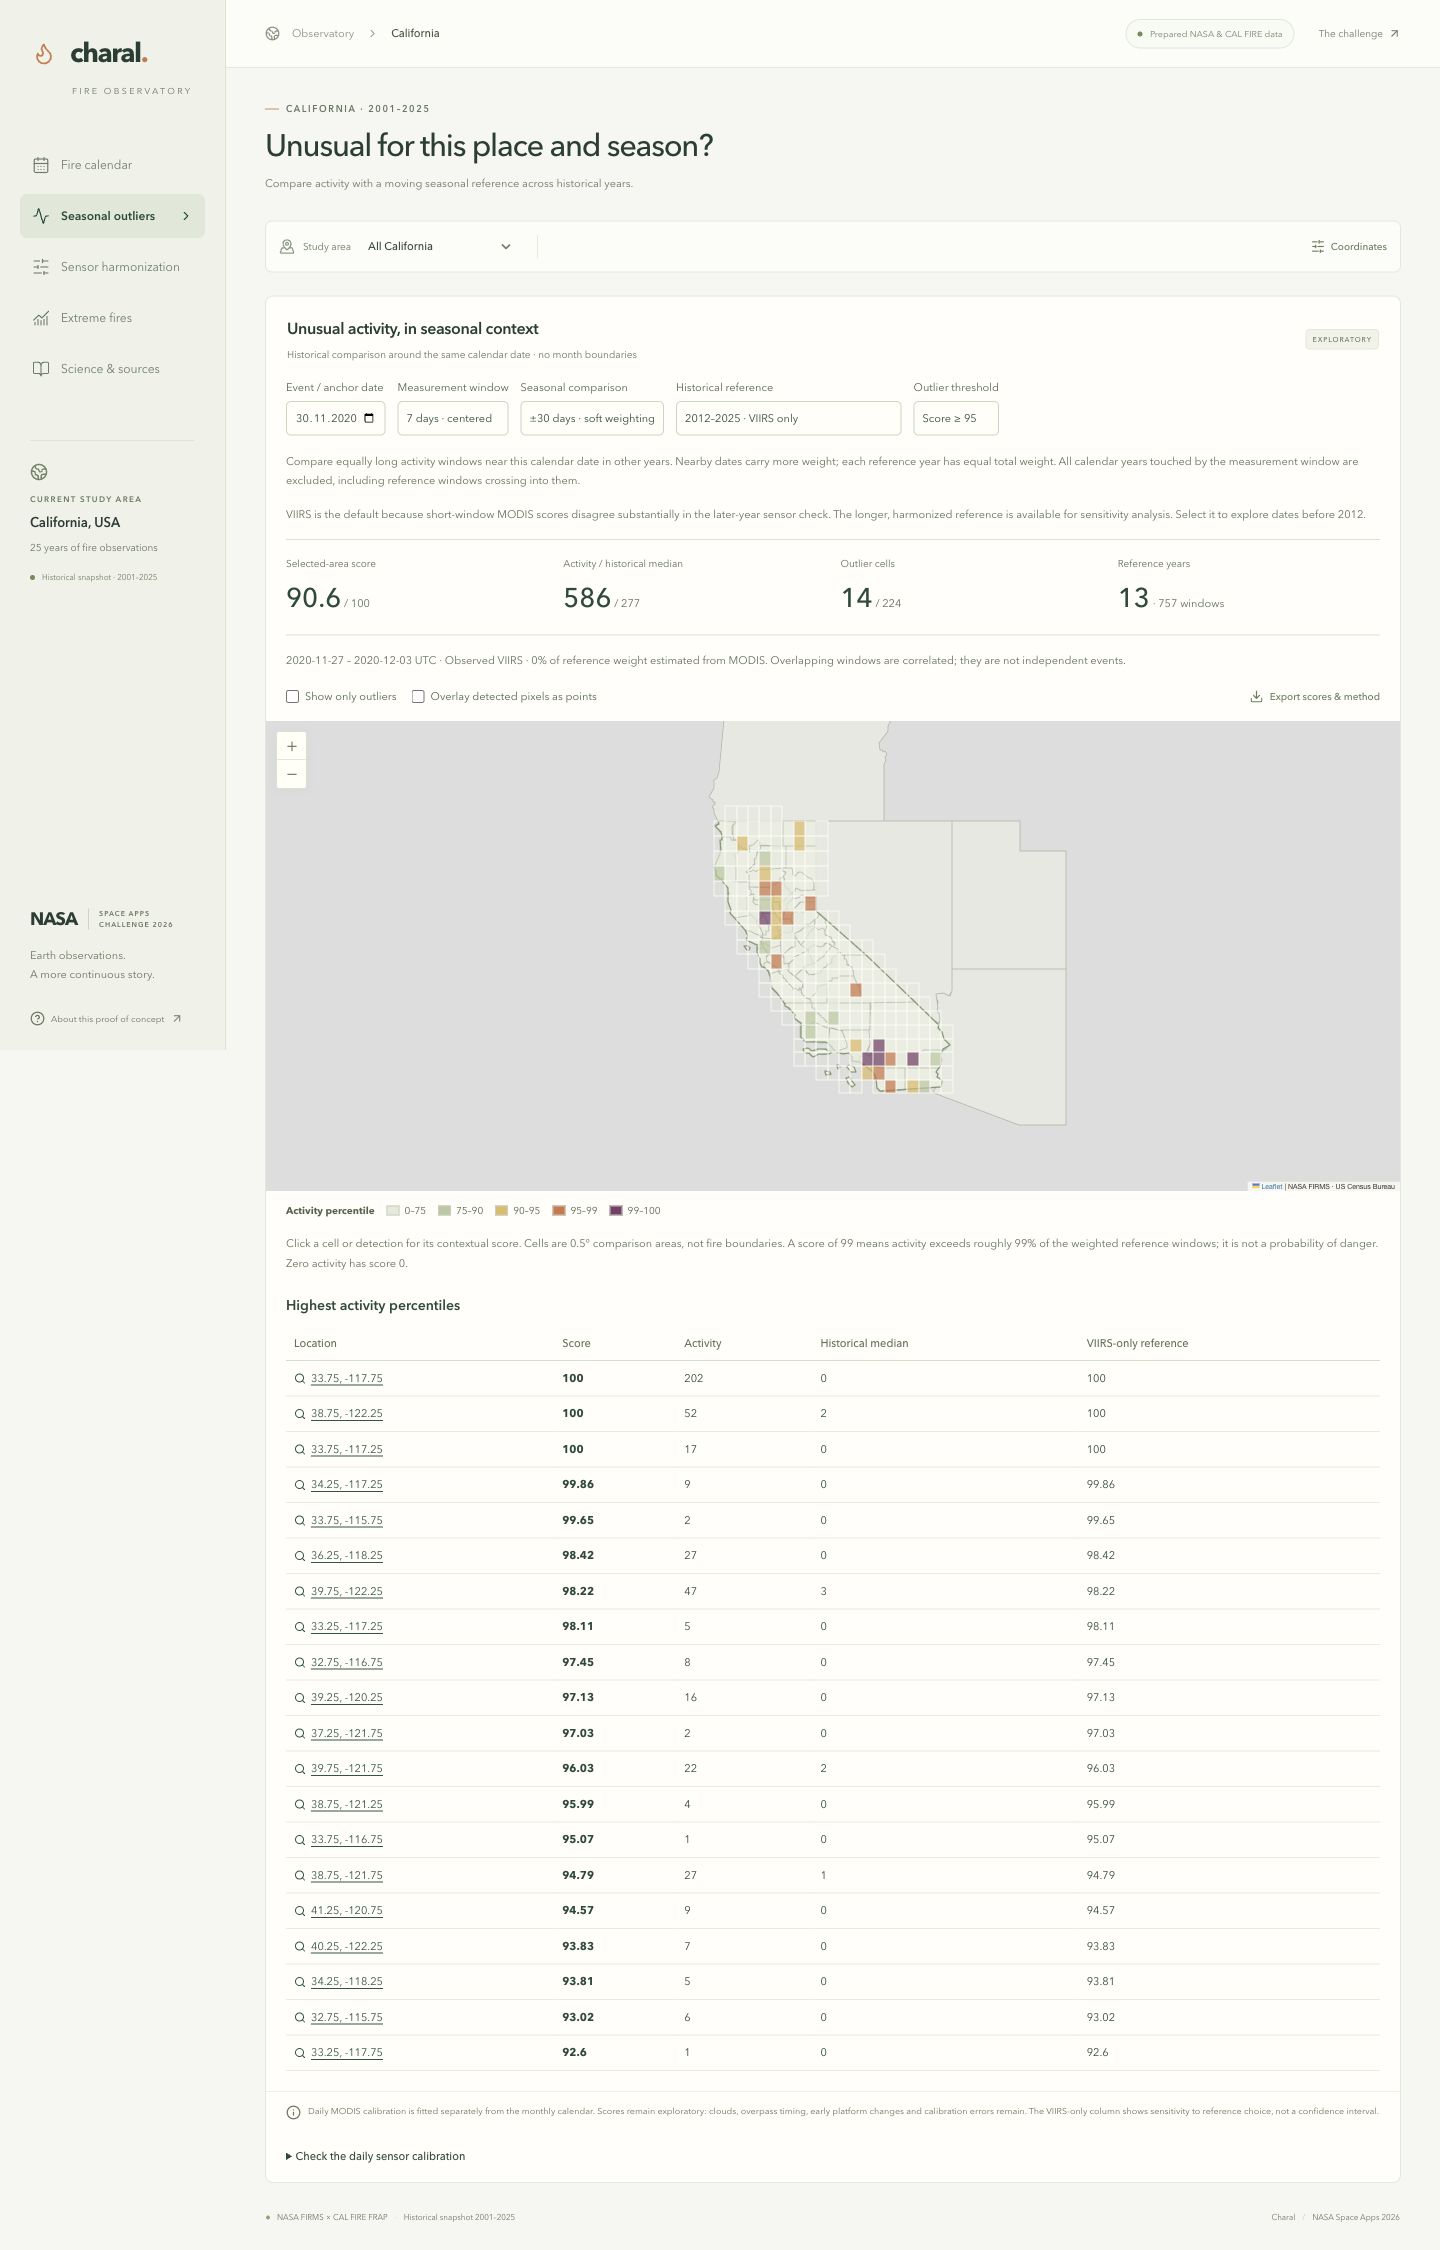 charal.
FIRE OBSERVATORY
Fire calendar
Seasonal outliers
Sensor harmonization
Extreme fires
Science & sources
CURRENT STUDY AREA
California, USA
25 years of fire observations
Historical snapshot · 2001–2025
NASA
SPACE APPS
CHALLENGE 2026
Earth observations.
A more continuous story.
About this proof of concept
Observatory
California
Prepared NASA & CAL FIRE data
The challenge
CALIFORNIA · 2001–2025
Unusual for this place and season?
Compare activity with a moving seasonal reference across historical years.
Study area
All California
Coordinates
Unusual activity, in seasonal context
Historical comparison around the same calendar date · no month boundaries
EXPLORATORY
Event / anchor date
Measurement window
Seasonal comparison
Historical reference
Outlier threshold
30.11.2020
7 days · centered
±30 days · soft weighting
2012–2025 · VIIRS only
Score ≥ 95
Compare equally long activity windows near this calendar date in other years. Nearby dates carry more weight; each reference year has equal total weight. All calendar years touched by the measurement window are
excluded, including reference windows crossing into them.
VIIRS is the default because short-window MODIS scores disagree substantially in the later-year sensor check. The longer, harmonized reference is available for sensitivity analysis. Select it to explore dates before 2012.
Selected-area score
Activity / historical median
Outlier cells
Reference years
90.6 / 100
586 / 277
14 / 224
13 · 757 windows
2020-11-27 – 2020-12-03 UTC · Observed VIIRS · 0% of reference weight estimated from MODIS. Overlapping windows are correlated; they are not independent events.
Show only outliers
Overlay detected pixels as points
Export scores & method
+
−
Leaflet | NASA FIRMS · US Census Bureau
Activity percentile
0–75
75–90
90–95
95–99
99–100
Click a cell or detection for its contextual score. Cells are 0.5° comparison areas, not fire boundaries. A score of 99 means activity exceeds roughly 99% of the weighted reference windows; it is not a probability of danger.
Zero activity has score 0.
Highest activity percentiles
Location Score Activity Historical median VIIRS-only reference
33.75, -117.75 100 202 0 100
38.75, -122.25 100 52 2 100
33.75, -117.25 100 17 0 100
34.25, -117.25 99.86 9 0 99.86
33.75, -115.75 99.65 2 0 99.65
36.25, -118.25 98.42 27 0 98.42
39.75, -122.25 98.22 47 3 98.22
33.25, -117.25 98.11 5 0 98.11
32.75, -116.75 97.45 8 0 97.45
39.25, -120.25 97.13 16 0 97.13
37.25, -121.75 97.03 2 0 97.03
39.75, -121.75 96.03 22 2 96.03
38.75, -121.25 95.99 4 0 95.99
33.75, -116.75 95.07 1 0 95.07
38.75, -121.75 94.79 27 1 94.79
41.25, -120.75 94.57 9 0 94.57
40.25, -122.25 93.83 7 0 93.83
34.25, -118.25 93.81 5 0 93.81
32.75, -115.75 93.02 6 0 93.02
33.25, -117.75 92.6 1 0 92.6
Daily MODIS calibration is fitted separately from the monthly calendar. Scores remain exploratory: clouds, overpass timing, early platform changes and calibration errors remain. The VIIRS-only column shows sensitivity to reference choice, not a confidence interval.
Check the daily sensor calibration
NASA FIRMS × CAL FIRE FRAP · Historical snapshot 2001–2025
Charal / NASA Space Apps 2026